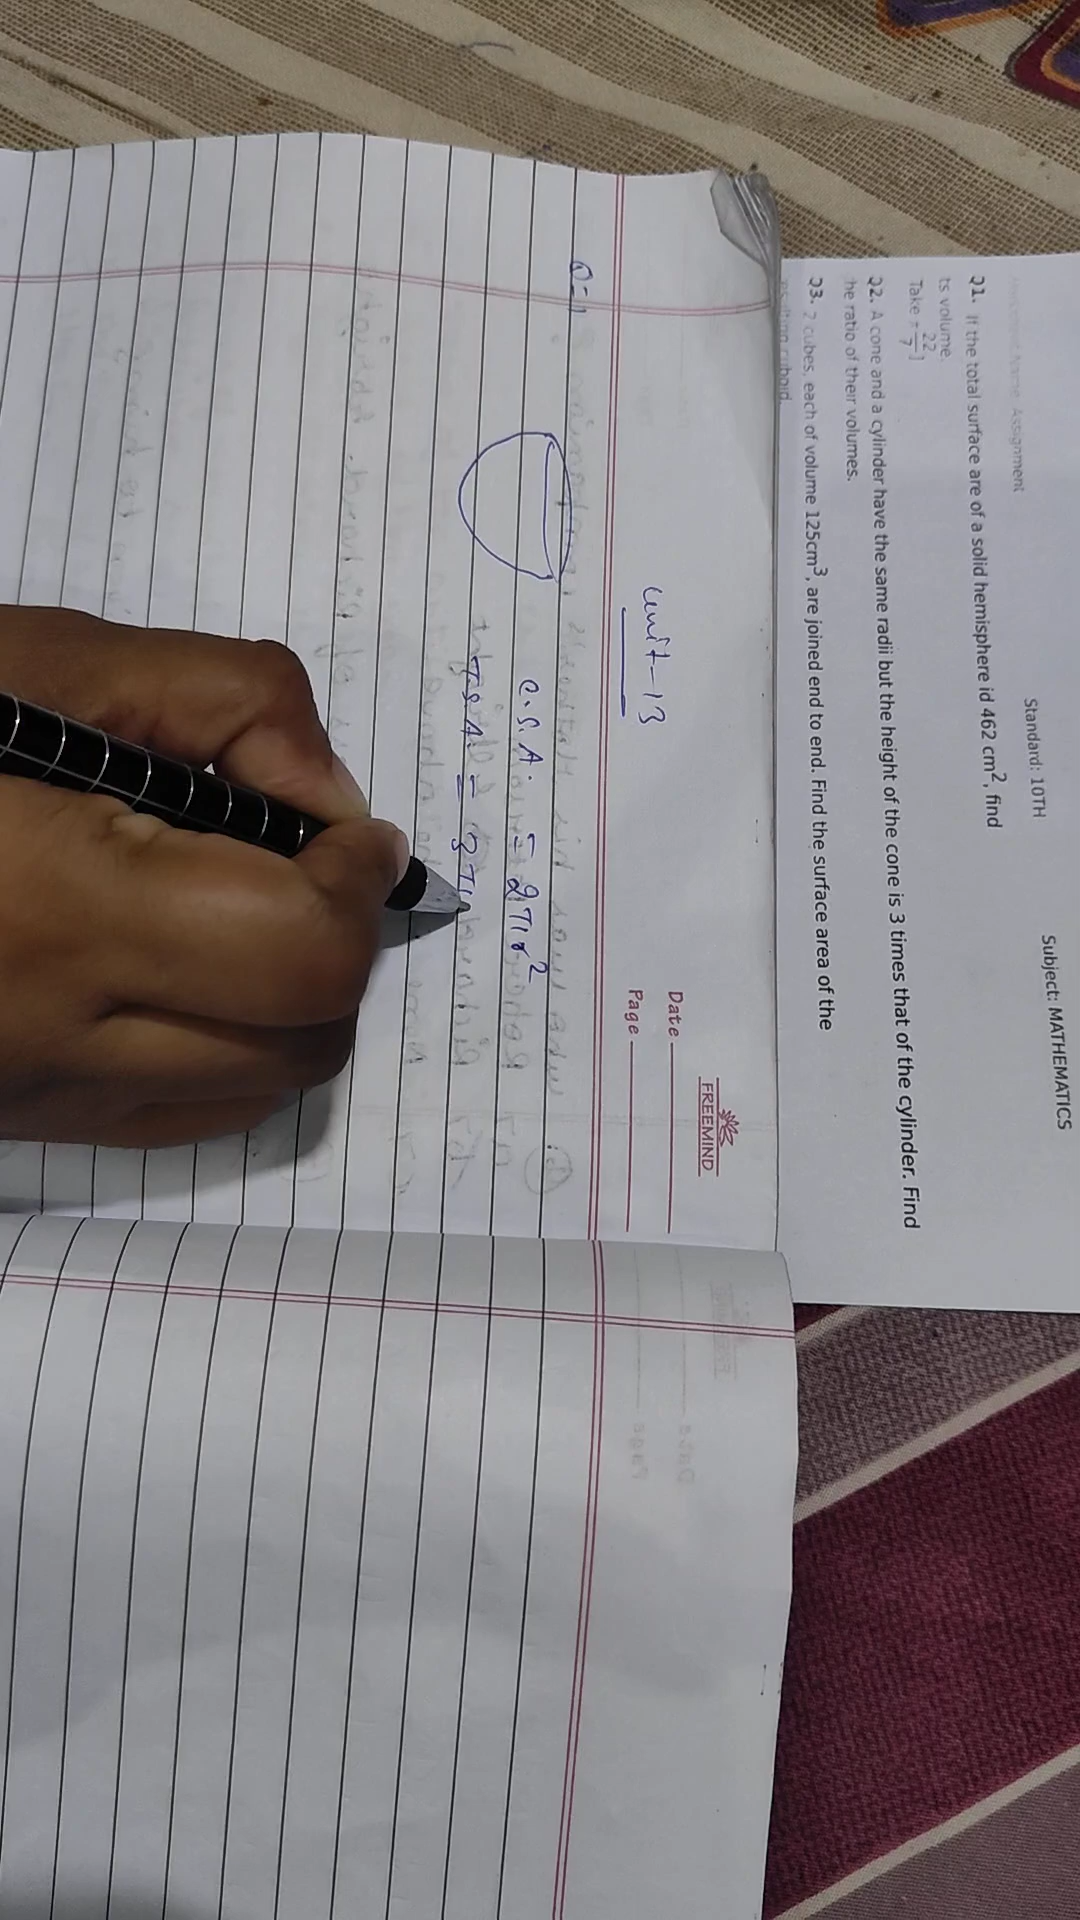 Standard: 10TH Subject: MATHEMATICS
Assignment
Q1. If the total surface are of a solid hemisphere id 462 cm², find
ts volume.
Take π=22/7]
Q2. A cone and a cylinder have the same radii but the height of the cone is 3 times that of the cylinder. Find
he ratio of their volumes.
Q3. 2 cubes, each of volume 125cm³, are joined end to end. Find the surface area of the
cuboid.
FREEMIND
Date
Page
Unit-13
Q-1
C.S.A. = 2πr²
T.S.A. = 3π